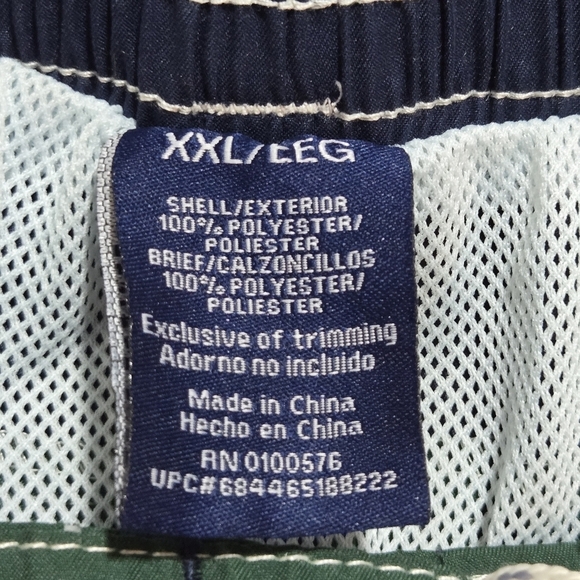 XXL/EEG
SHELL/EXTERIOR
100% POLYESTER/
POLIESTER
BRIEF/CALZONCILLOS
100% POLYESTER/
POLIESTER
Exclusive of trimming
Adorno no incluido
Made in China
Hecho en China
RN 0100576
UPC# 684465188222